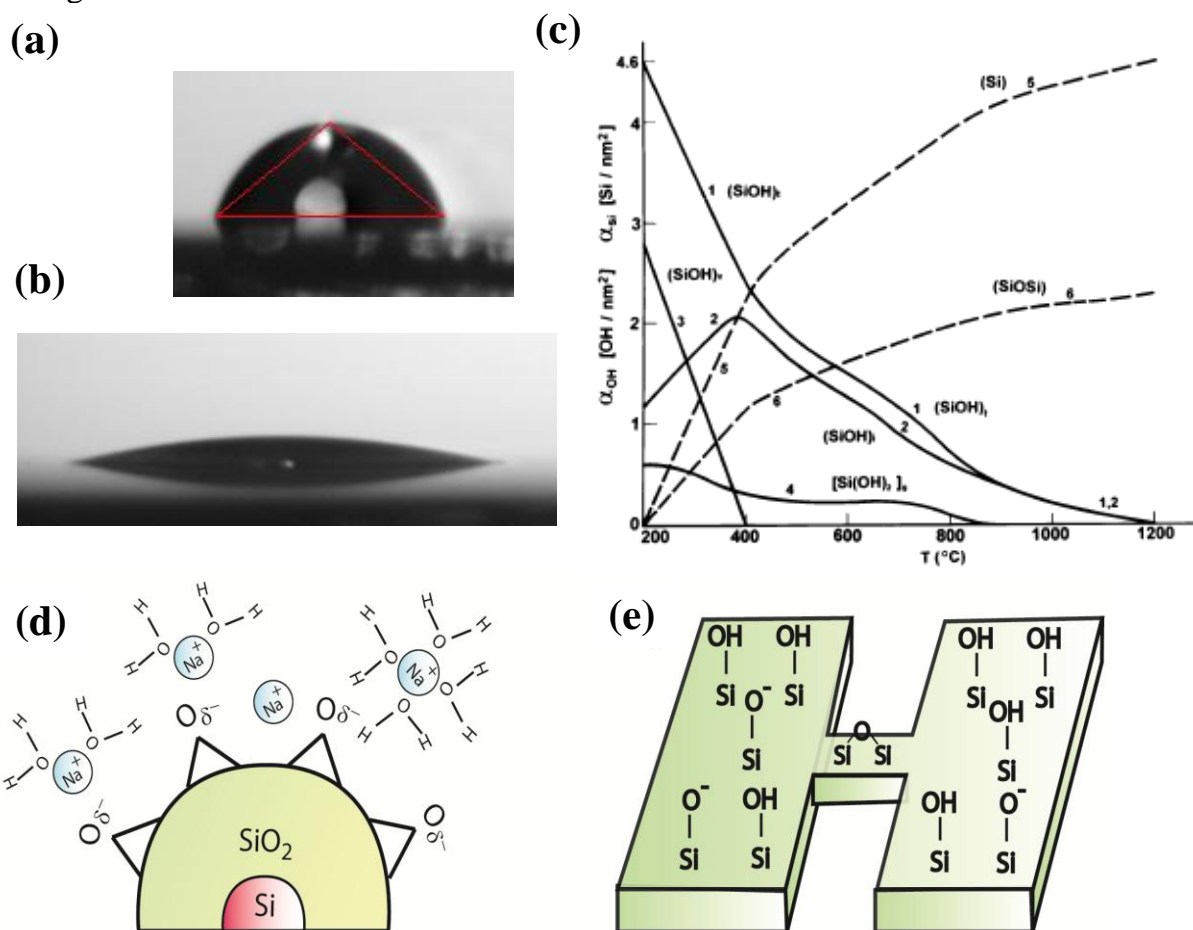 (a)
(b)
(c)
4.6
4
3
2
1
0
α_Si [Si / nm²]
α_OH [OH / nm²]
(Si) 5
1 (SiOH)
(SiOH)
3
2
5
(SiOSi) 6
6
1 (SiOH)
2
(SiOH)
4
[Si(OH)₂]
1,2
200 400 600 800 1000 1200
T (°C)
(d)
H H H H
H O Na⁺ O H
H H H H
H O Na⁺ O H
O O
H H
H H
H O Na⁺ O H
Na⁺
Oδ⁻ Oδ⁻
Oδ⁻ Oδ⁻
SiO₂
Si
(e)
OH OH
Si Si
O⁻
Si
O⁻ OH
Si Si
O
Si Si
OH OH
Si Si
OH
Si
OH O⁻
Si Si